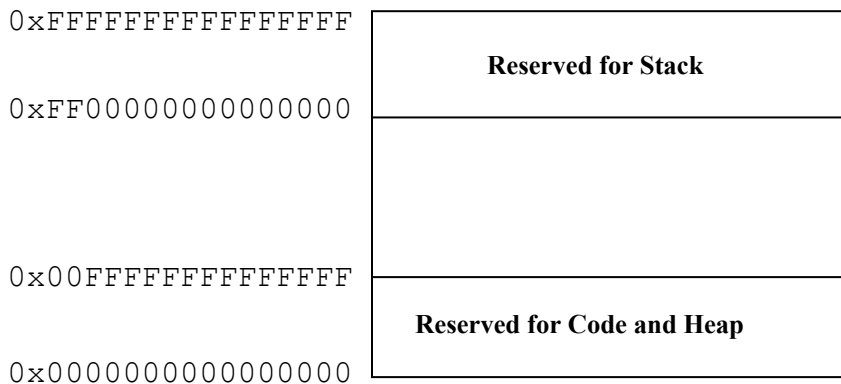 0xFFFFFFFFFFFFFFFF
Reserved for Stack
0xFF00000000000000
0x00FFFFFFFFFFFFFF
Reserved for Code and Heap
0x0000000000000000